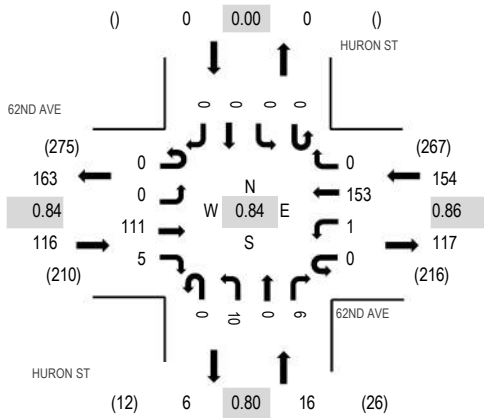 () 0 0.00 0 ()
HURON ST
0 0 0 0
62ND AVE
(275) (267)
0 0
163 154
0 153
N
0.84 W 0.84 E 0.86
111 1
116 117
S
5 0
(210) (216)
0 10 0 6
62ND AVE
HURON ST
(12) 6 0.80 16 (26)